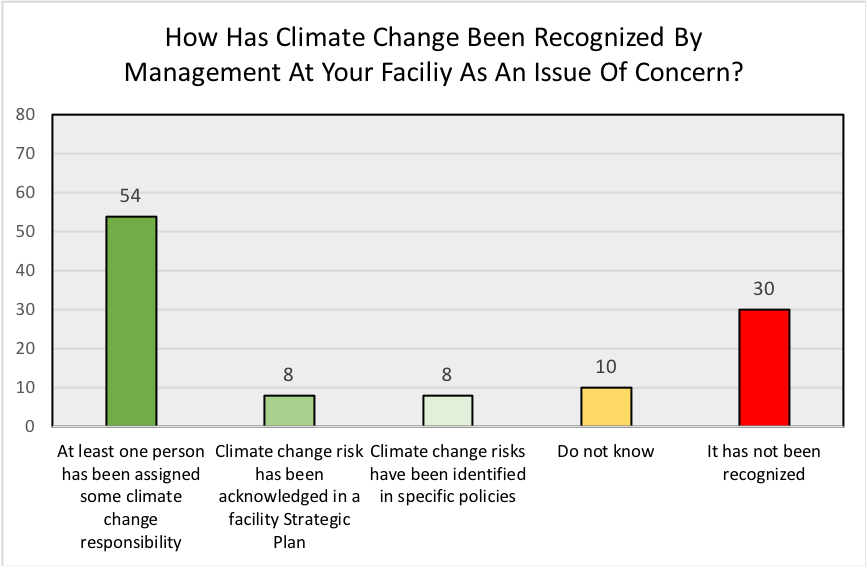 How Has Climate Change Been Recognized By
Management At Your Faciliy As An Issue Of Concern?
80
70
60
50
40
30
20
10
0
54
8
8
10
30
At least one person
has been assigned
some climate
change
responsibility
Climate change risk
has been
acknowledged in a
facility Strategic
Plan
Climate change risks
have been identified
in specific policies
Do not know
It has not been
recognized